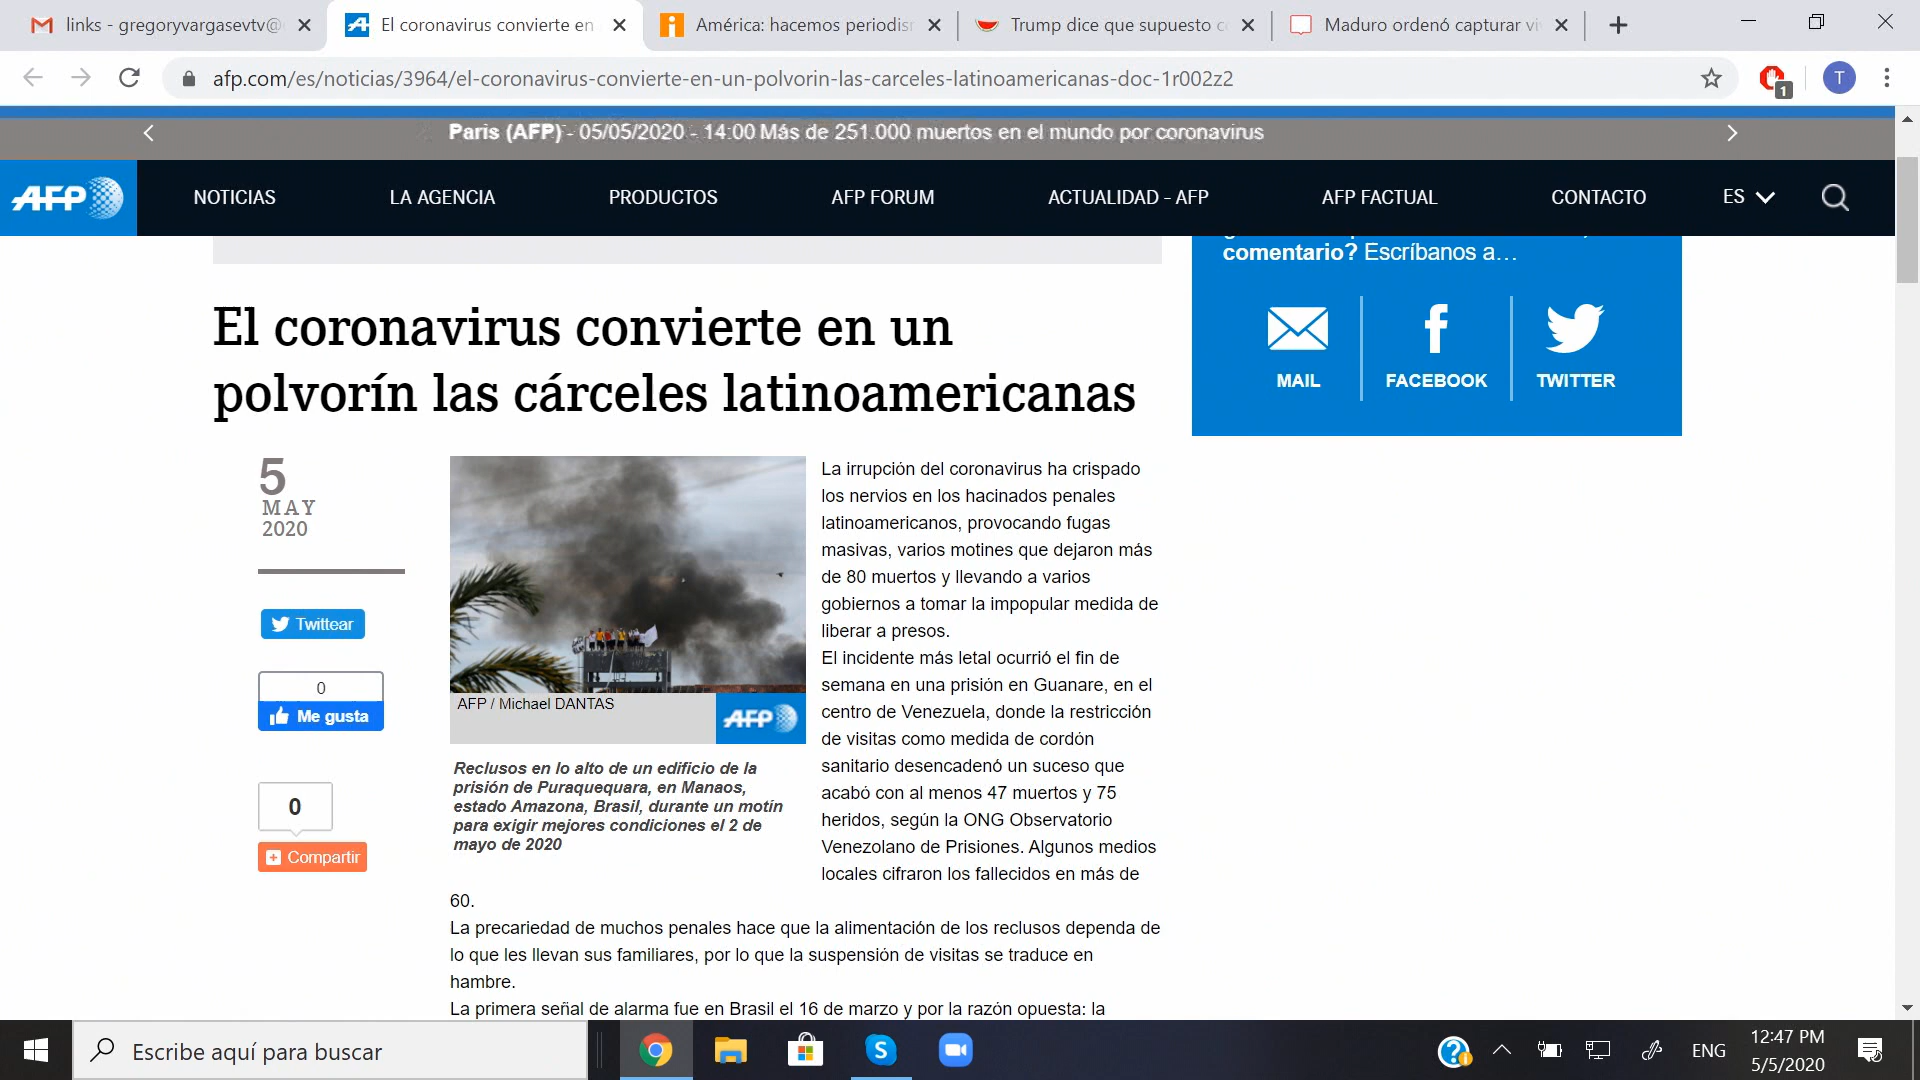 links - gregoryvargasevtv@
El coronavirus convierte en
América: hacemos periodis
Trump dice que supuesto c
Maduro ordenó capturar vi
afp.com/es/noticias/3964/el-coronavirus-convierte-en-un-polvorin-las-carceles-latinoamericanas-doc-1r002z2
T
1
Paris (AFP) - 05/05/2020 - 14:00 Más de 251.000 muertos en el mundo por coronavirus
AFP
NOTICIAS
LA AGENCIA
PRODUCTOS
AFP FORUM
ACTUALIDAD - AFP
AFP FACTUAL
CONTACTO
ES
comentario? Escríbanos a…
MAIL
FACEBOOK
TWITTER
El coronavirus convierte en un
polvorín las cárceles latinoamericanas
5
MAY
2020
Twittear
0
Me gusta
0
Compartir
AFP / Michael DANTAS
AFP
Reclusos en lo alto de un edificio de la
prisión de Puraquequara, en Manaos,
estado Amazona, Brasil, durante un motín
para exigir mejores condiciones el 2 de
mayo de 2020
La irrupción del coronavirus ha crispado
los nervios en los hacinados penales
latinoamericanos, provocando fugas
masivas, varios motines que dejaron más
de 80 muertos y llevando a varios
gobiernos a tomar la impopular medida de
liberar a presos.
El incidente más letal ocurrió el fin de
semana en una prisión en Guanare, en el
centro de Venezuela, donde la restricción
de visitas como medida de cordón
sanitario desencadenó un suceso que
acabó con al menos 47 muertos y 75
heridos, según la ONG Observatorio
Venezolano de Prisiones. Algunos medios
locales cifraron los fallecidos en más de
60.
La precariedad de muchos penales hace que la alimentación de los reclusos dependa de
lo que les llevan sus familiares, por lo que la suspensión de visitas se traduce en
hambre.
La primera señal de alarma fue en Brasil el 16 de marzo y por la razón opuesta: la
Escribe aquí para buscar
ENG
12:47 PM
5/5/2020